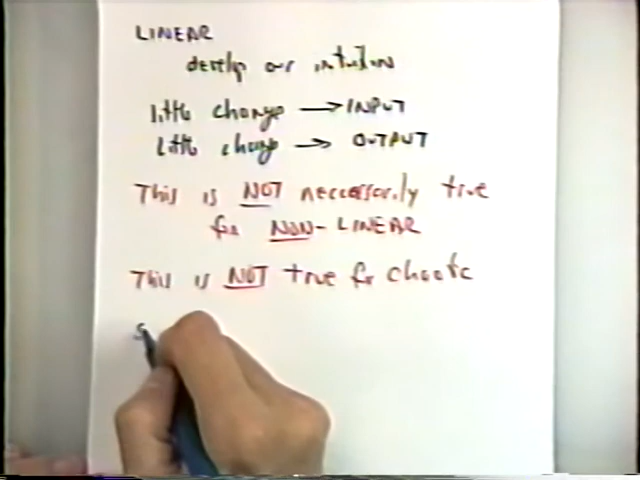 LINEAR
develop our intuition
little change → INPUT
little change → OUTPUT
This is NOT neccessarily true
for NON-LINEAR
This is NOT true for chaotic
S